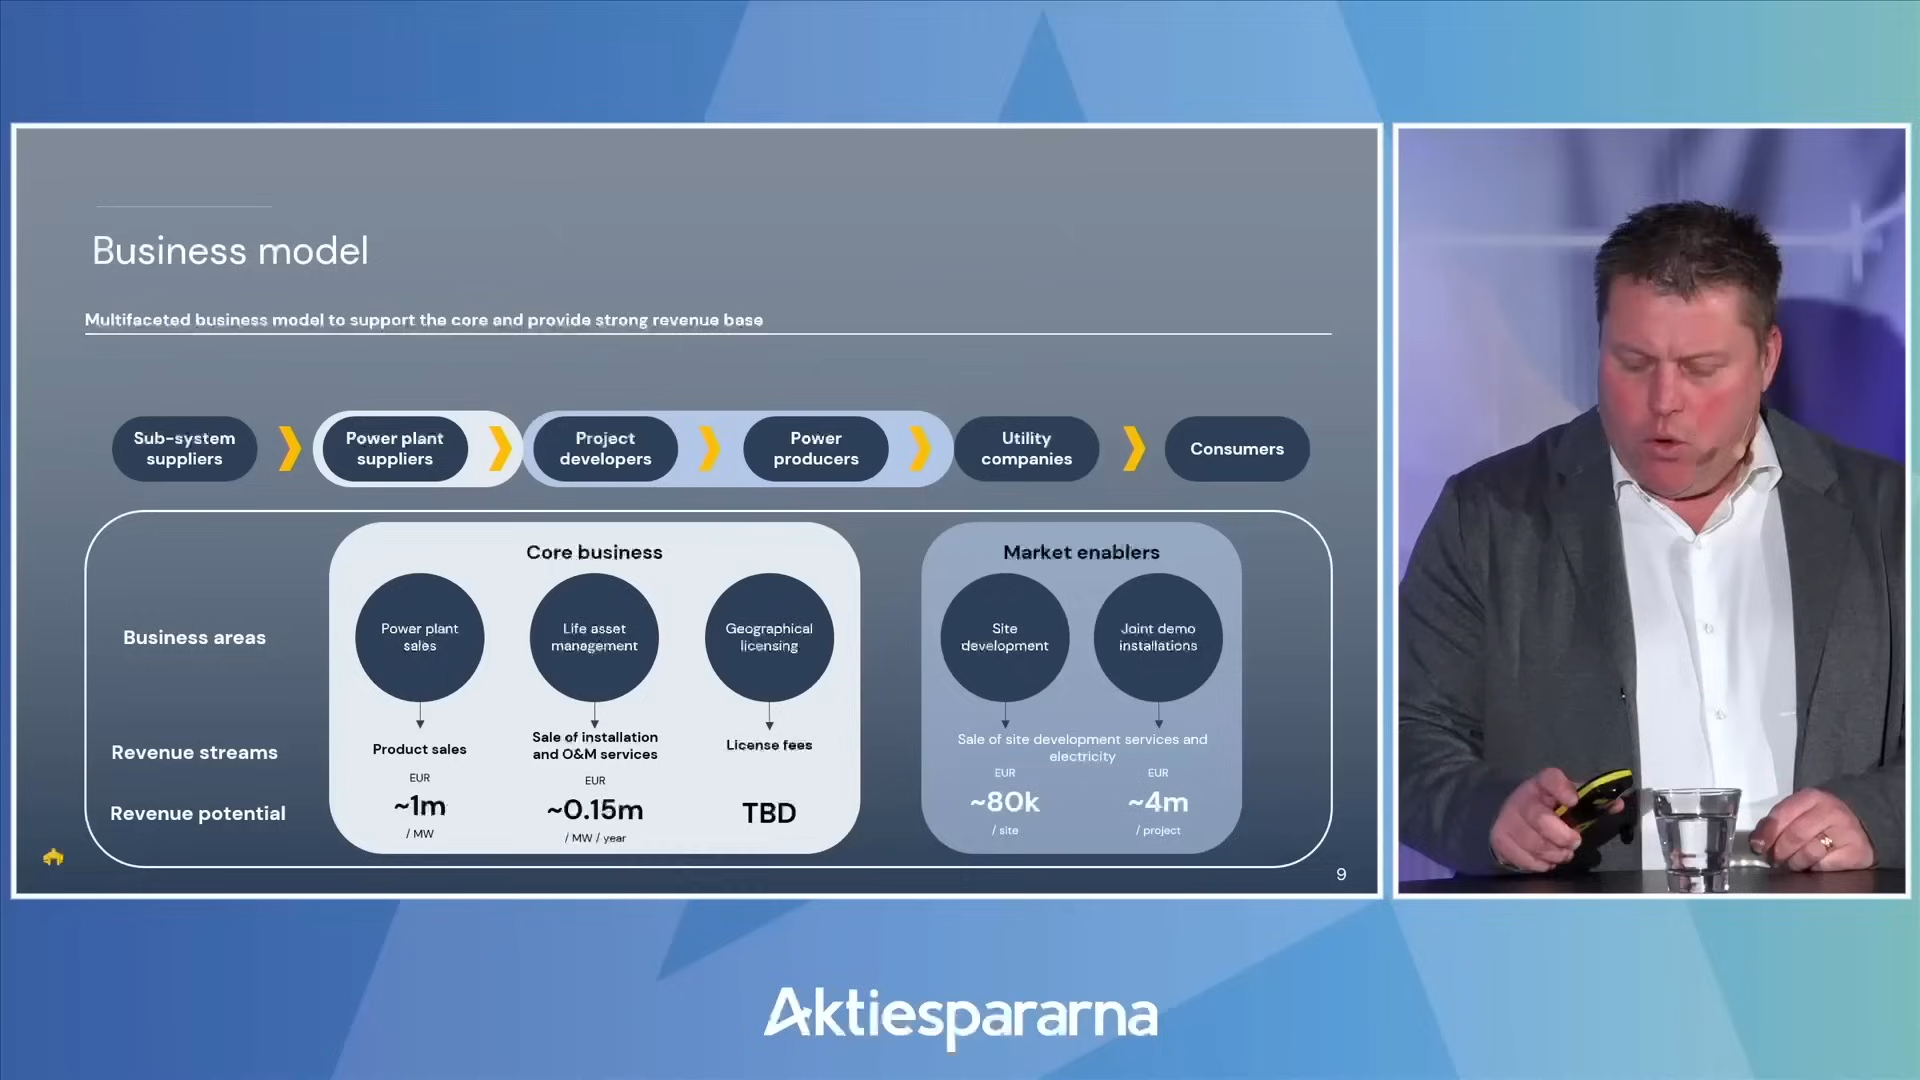 Business model
Multifaceted business model to support the core and provide strong revenue base
Sub-system
suppliers
Power plant
suppliers
Project
developers
Power
producers
Utility
companies
Consumers
Core business
Market enablers
Business areas
Power plant
sales
Life asset
management
Geographical
licensing
Site
development
Joint demo
installations
Revenue streams
Product sales
Sale of installation
and O&M services
License fees
Sale of site development services and
electricity
Revenue potential
EUR
~1m
/ MW
EUR
~0.15m
/ MW / year
TBD
EUR
~80k
/ site
EUR
~4m
/ project
9
Aktiespararna